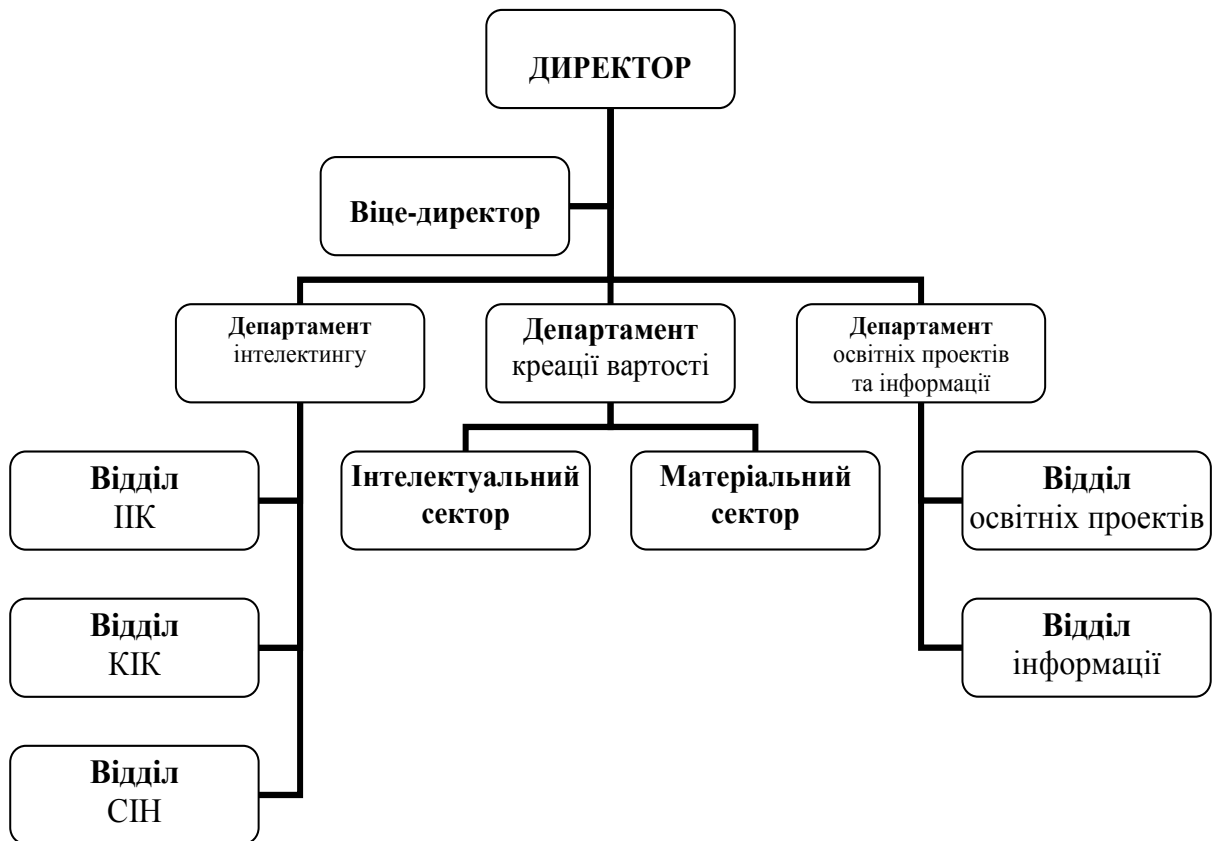 ДИРЕКТОР
Віце-директор
Департамент
інтелектингу
Департамент
креації вартості
Департамент
освітніх проектів
та інформації
Відділ
ІІК
Інтелектуальний
сектор
Матеріальний
сектор
Відділ
освітніх проектів
Відділ
КІК
Відділ
інформації
Відділ
СІН